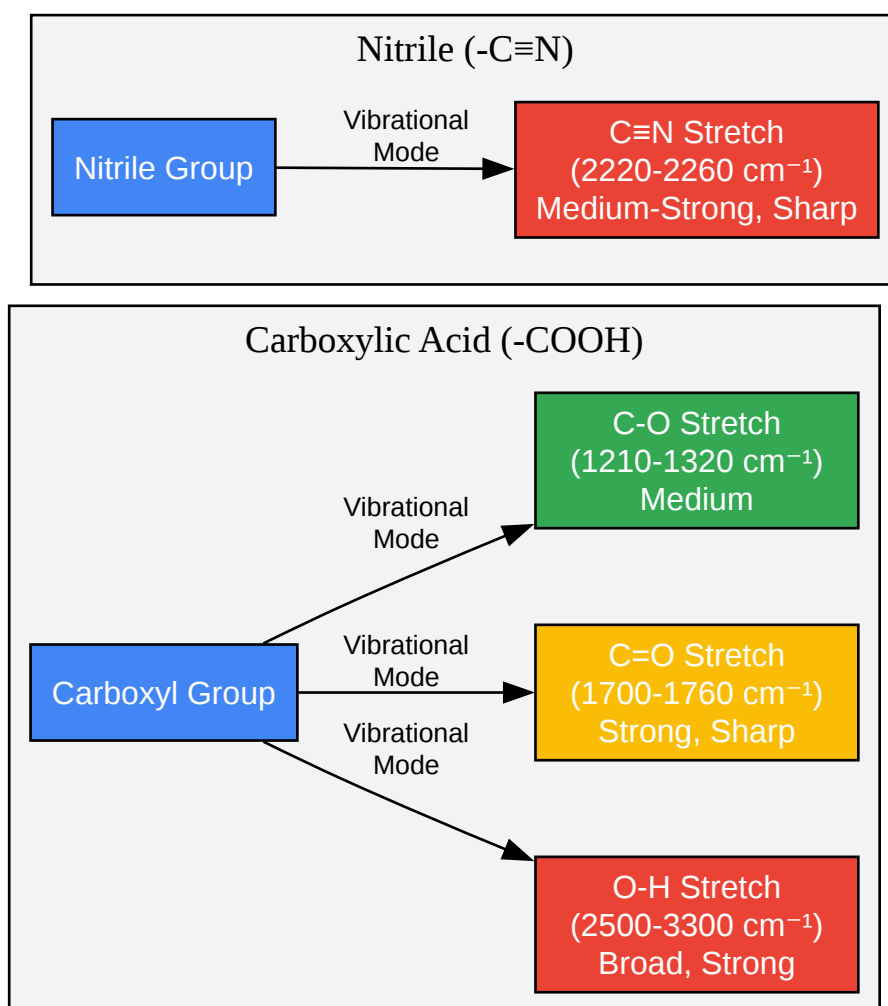 Nitrile (-C≡N)
Nitrile Group
Vibrational
Mode
C≡N Stretch
(2220-2260 cm⁻¹)
Medium-Strong, Sharp
Carboxylic Acid (-COOH)
Carboxyl Group
Vibrational
Mode
C-O Stretch
(1210-1320 cm⁻¹)
Medium
Vibrational
Mode
C=O Stretch
(1700-1760 cm⁻¹)
Strong, Sharp
Vibrational
Mode
O-H Stretch
(2500-3300 cm⁻¹)
Broad, Strong